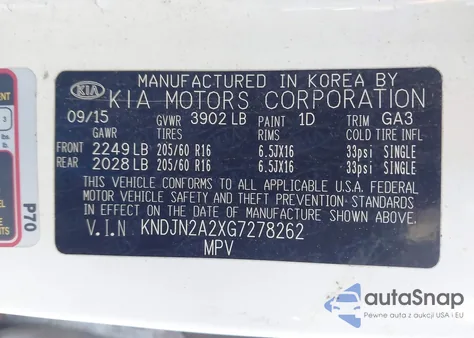 MANUFACTURED IN KOREA BY
KIA KIA MOTORS CORPORATION
09/15 GVWR 3902 LB PAINT 1D TRIM GA3
GAWR TIRES RIMS COLD TIRE INFL
FRONT 2249 LB 205/60 R16 6.5JX16 33psi SINGLE
REAR 2028 LB 205/60 R16 6.5JX16 33psi SINGLE
THIS VEHICLE CONFORMS TO ALL APPLICABLE U.S.A. FEDERAL
MOTOR VEHICLE SAFETY AND THEFT PREVENTION STANDARDS
IN EFFECT ON THE DATE OF MANUFACTURE SHOWN ABOVE.
V.I.N KNDJN2A2XG7278262
MPV
P70
3
autoSnap
Pewne auta z USA i EU